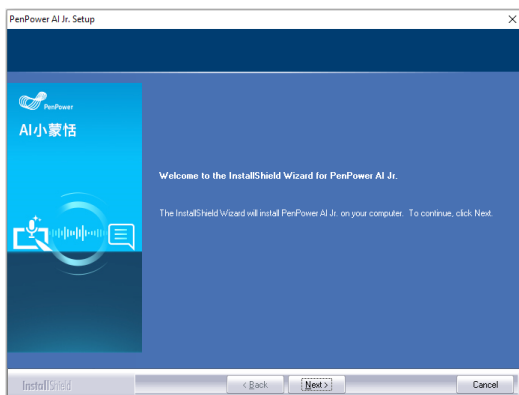 PenPower AI Jr. Setup
PenPower
AI小蒙恬
Welcome to the InstallShield Wizard for PenPower AI Jr.
The InstallShield Wizard will install PenPower AI Jr. on your computer. To continue, click Next.
InstallShield
< Back
Next >
Cancel